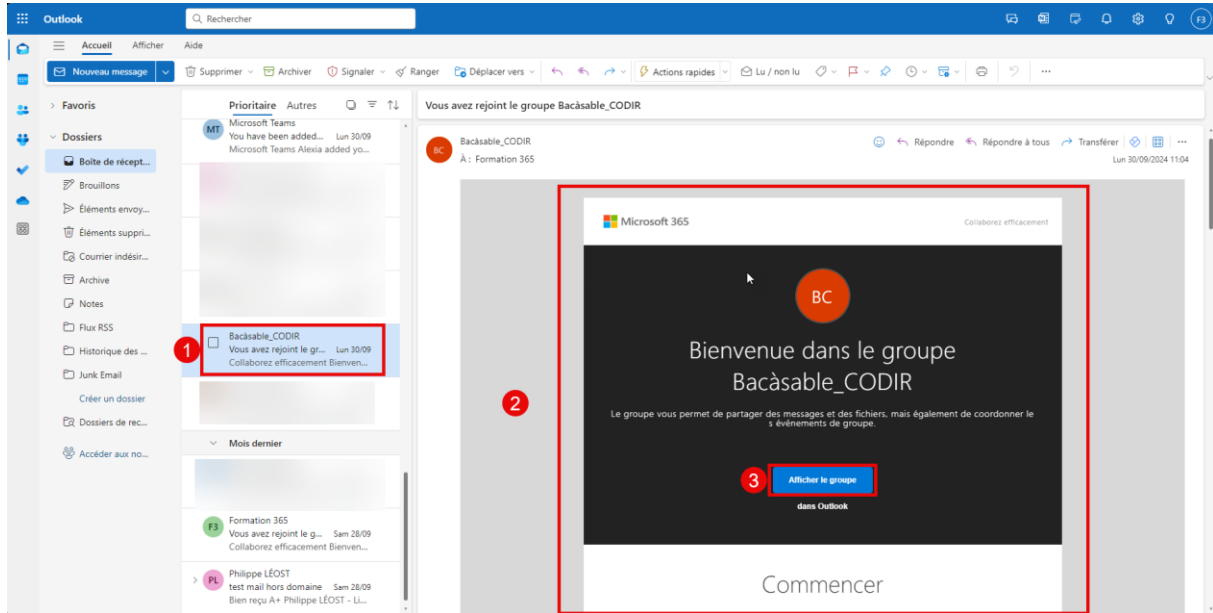 Outlook
Rechercher
F3
Accueil Afficher Aide
Nouveau message Supprimer Archiver Signaler Ranger Déplacer vers Actions rapides Lu / non lu
Favoris
Dossiers
Boîte de récept...
Brouillons
Éléments envoy...
Éléments suppri...
Courrier indésir...
Archive
Notes
Flux RSS
Historique des ...
Junk Email
Créer un dossier
Dossiers de rec...
Accéder aux no...
Prioritaire Autres
MT
Microsoft Teams
You have been added... Lun 30/09
Microsoft Teams Alexia added yo...
1
Bacàsable_CODIR
Vous avez rejoint le gr... Lun 30/09
Collaborez efficacement Bienven...
Mois dernier
F3
Formation 365
Vous avez rejoint le g... Sam 28/09
Collaborez efficacement Bienven...
PL
Philippe LÉOST
test mail hors domaine Sam 28/09
Bien reçu A+ Philippe LÉOST - Li...
Vous avez rejoint le groupe Bacàsable_CODIR
BC
Bacàsable_CODIR
À : Formation 365
Répondre Répondre à tous Transférer
Lun 30/09/2024 11:04
2
Microsoft 365
Collaborez efficacement
BC
Bienvenue dans le groupe
Bacàsable_CODIR
Le groupe vous permet de partager des messages et des fichiers, mais également de coordonner le
s événements de groupe.
3
Afficher le groupe
dans Outlook
Commencer